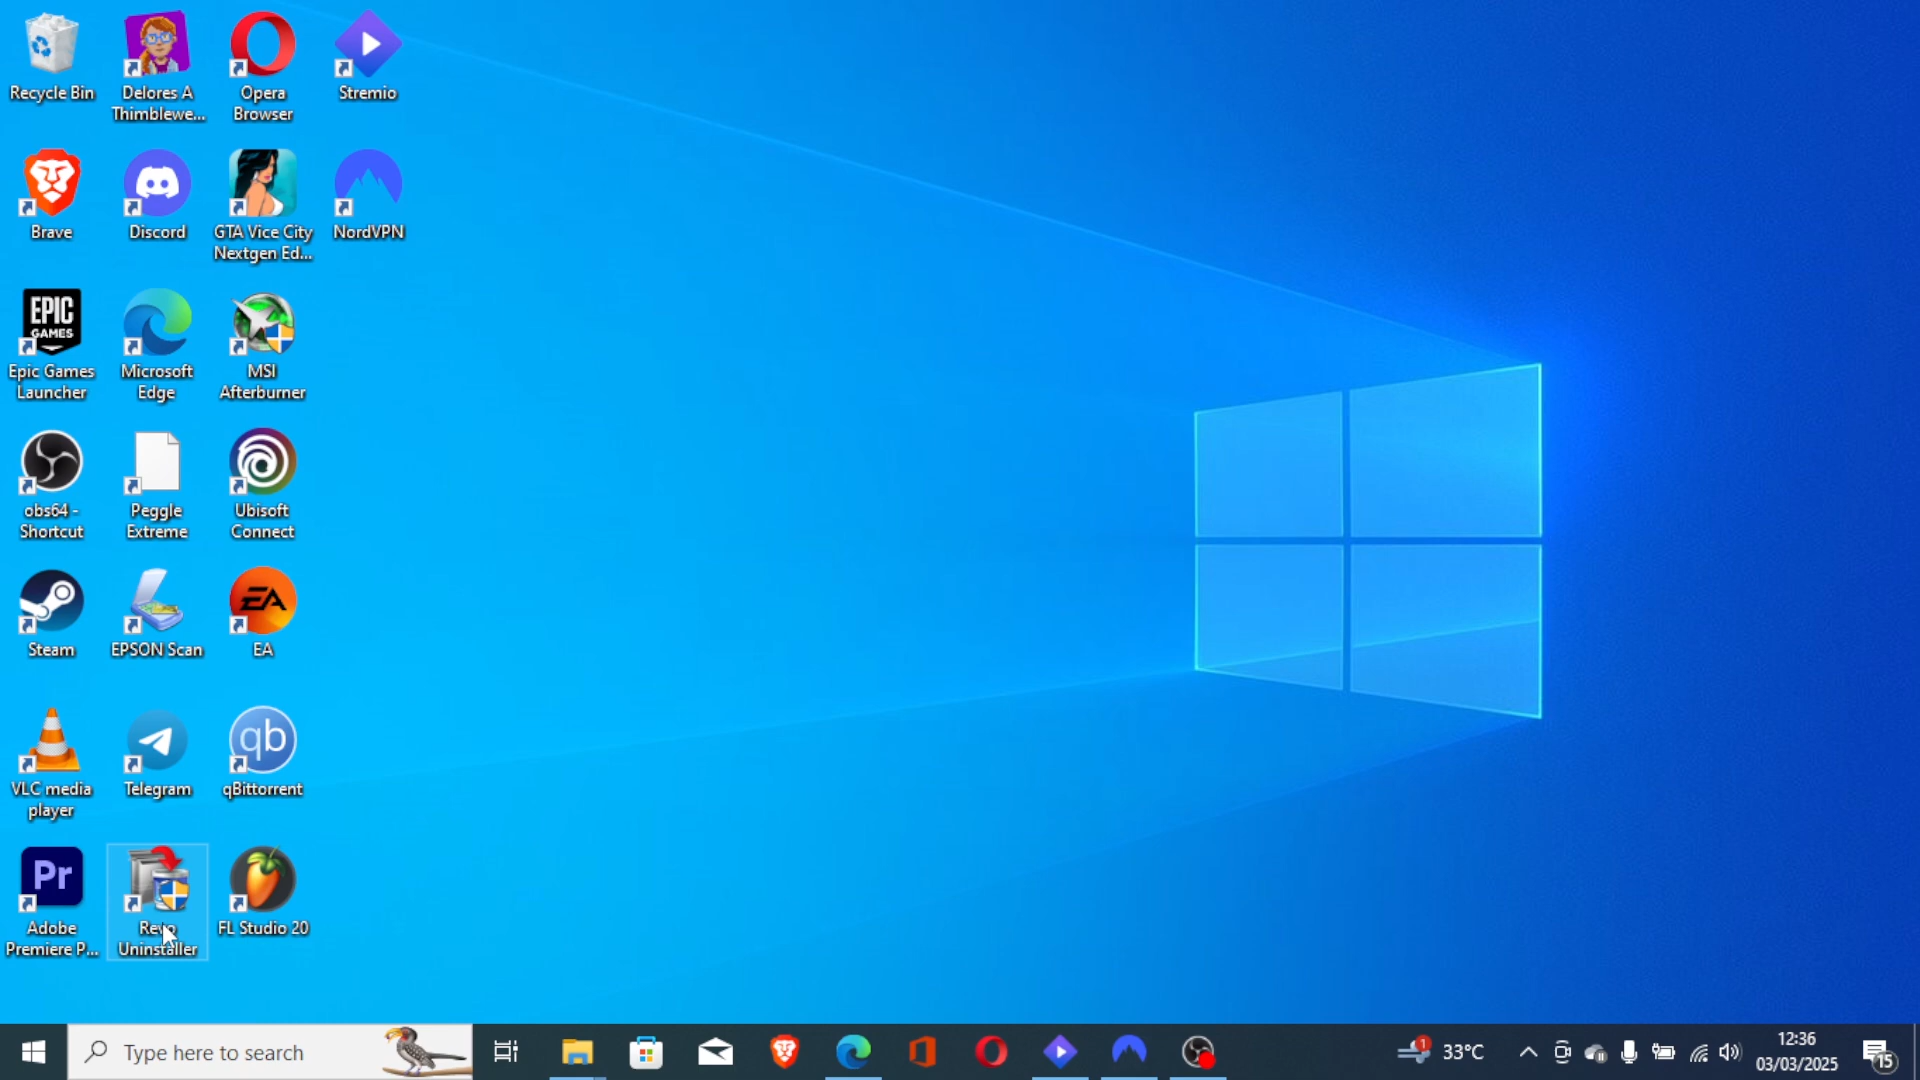 Recycle Bin
Delores A
Thimblewe...
Opera
Browser
Stremio
Brave
Discord
GTA Vice City
Nextgen Ed...
NordVPN
EPIC
GAMES
Epic Games
Launcher
Microsoft
Edge
MSI
Afterburner
obs64 -
Shortcut
Peggle
Extreme
Ubisoft
Connect
Steam
EPSON Scan
EA
EA
VLC media
player
Telegram
qb
qBittorrent
Pr
Adobe
Premiere P...
Revo
Uninstaller
FL Studio 20
Type here to search
1
33°C
12:36
03/03/2025
15